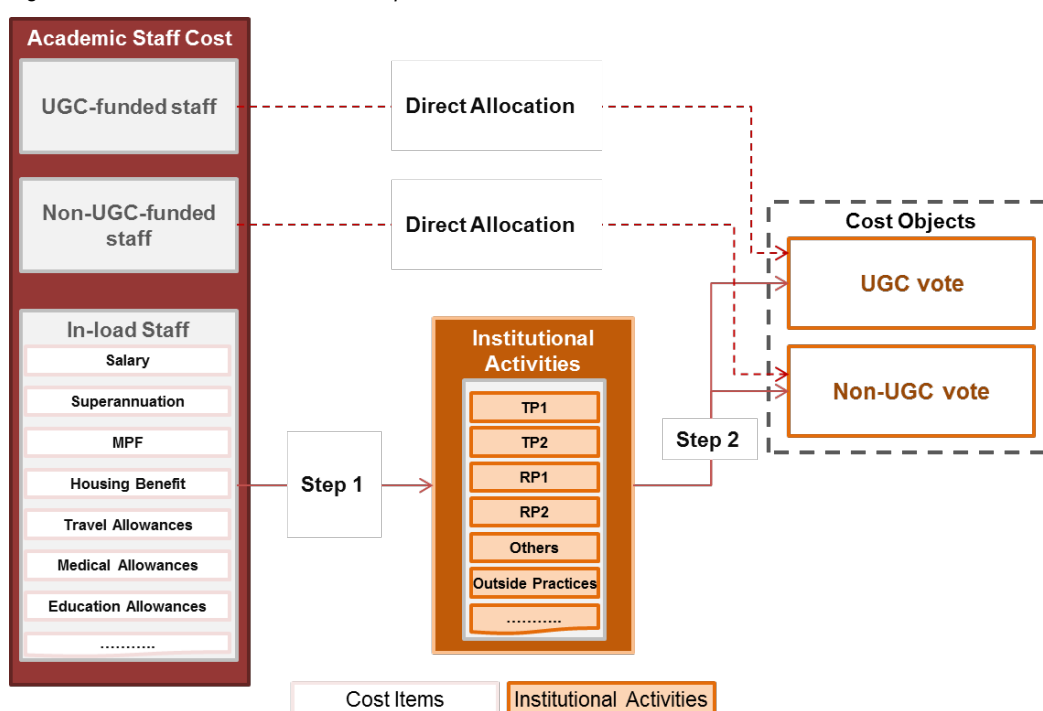 Academic Staff Cost
UGC-funded staff
Direct Allocation
Non-UGC-funded
staff
Direct Allocation
Cost Objects
UGC vote
Non-UGC vote
In-load Staff
Salary
Superannuation
MPF
Housing Benefit
Travel Allowances
Medical Allowances
Education Allowances
...........
Step 1
Institutional
Activities
TP1
TP2
RP1
RP2
Others
Outside Practices
...........
Step 2
Cost Items
Institutional Activities